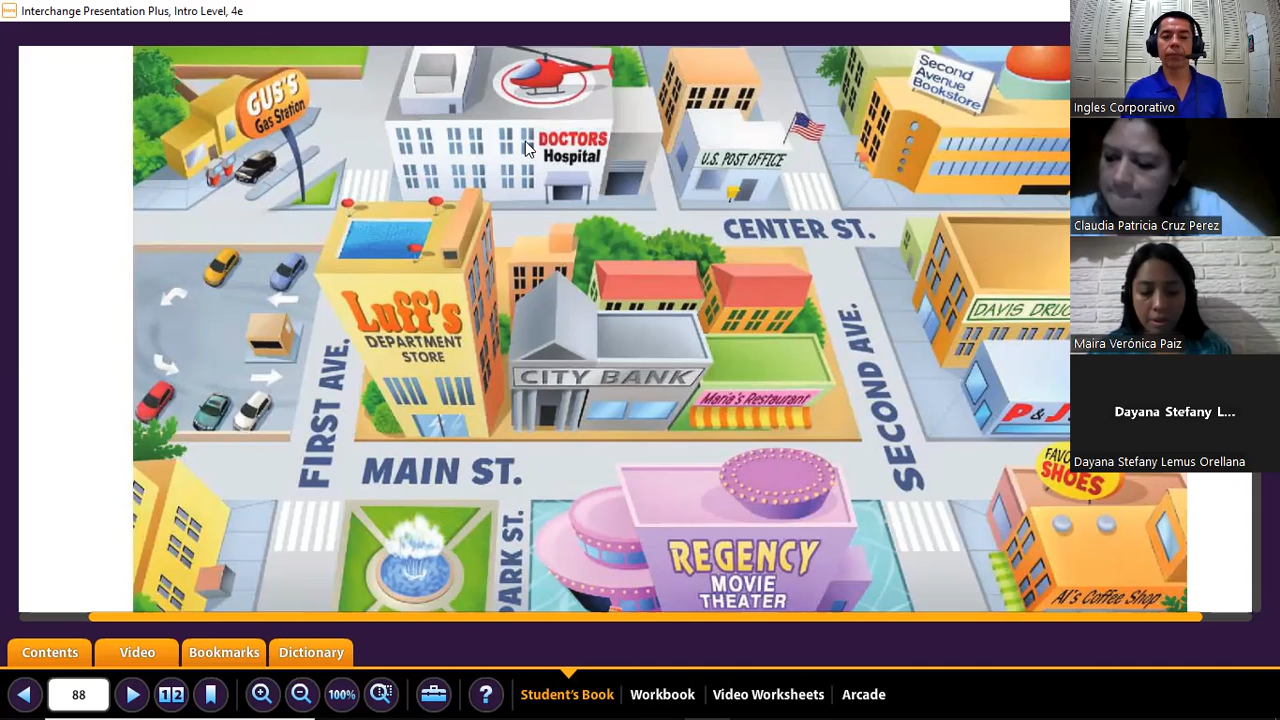 Interchange Presentation Plus, Intro Level, 4e
GUS'S
Gas Station
DOCTORS
Hospital
U.S. POST OFFICE
Second
Avenue
Bookstore
CENTER ST.
Luff's
DEPARTMENT
STORE
CITY BANK
Maria's Restaurant
DAVIS DRUG
P & J'
FIRST AVE.
SECOND AVE.
MAIN ST.
PARK ST.
REGENCY
MOVIE
THEATER
SHOES
Al's Coffee Shop
Ingles Corporativo
Claudia Patricia Cruz Perez
Maira Verónica Paiz
Dayana Stefany L...
Dayana Stefany Lemus Orellana
Contents
Video
Bookmarks
Dictionary
88
1 2
100%
?
Student's Book
Workbook
Video Worksheets
Arcade